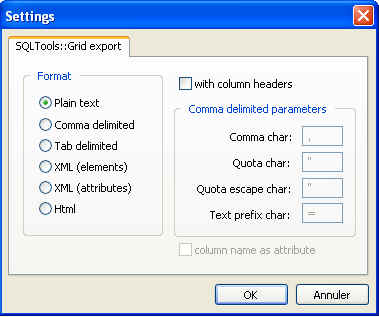 Settings
SQLTools::Grid export
Format
Plain text
Comma delimited
Tab delimited
XML (elements)
XML (attributes)
Html
with column headers
Comma delimited parameters
Comma char: ,
Quota char: "
Quota escape char: "
Text prefix char: =
column name as attribute
OK
Annuler